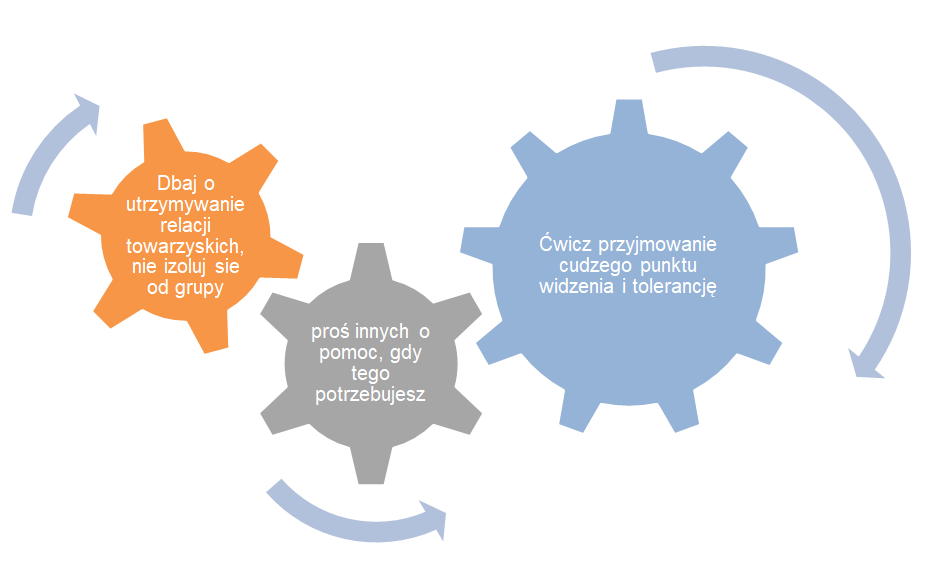 Dbaj o
utrzymywanie
relacji
towarzyskich,
nie izoluj sie
od grupy
proś innych o
pomoc, gdy
tego
potrzebujesz
Ćwicz przyjmowanie
cudzego punktu
widzenia i tolerancję